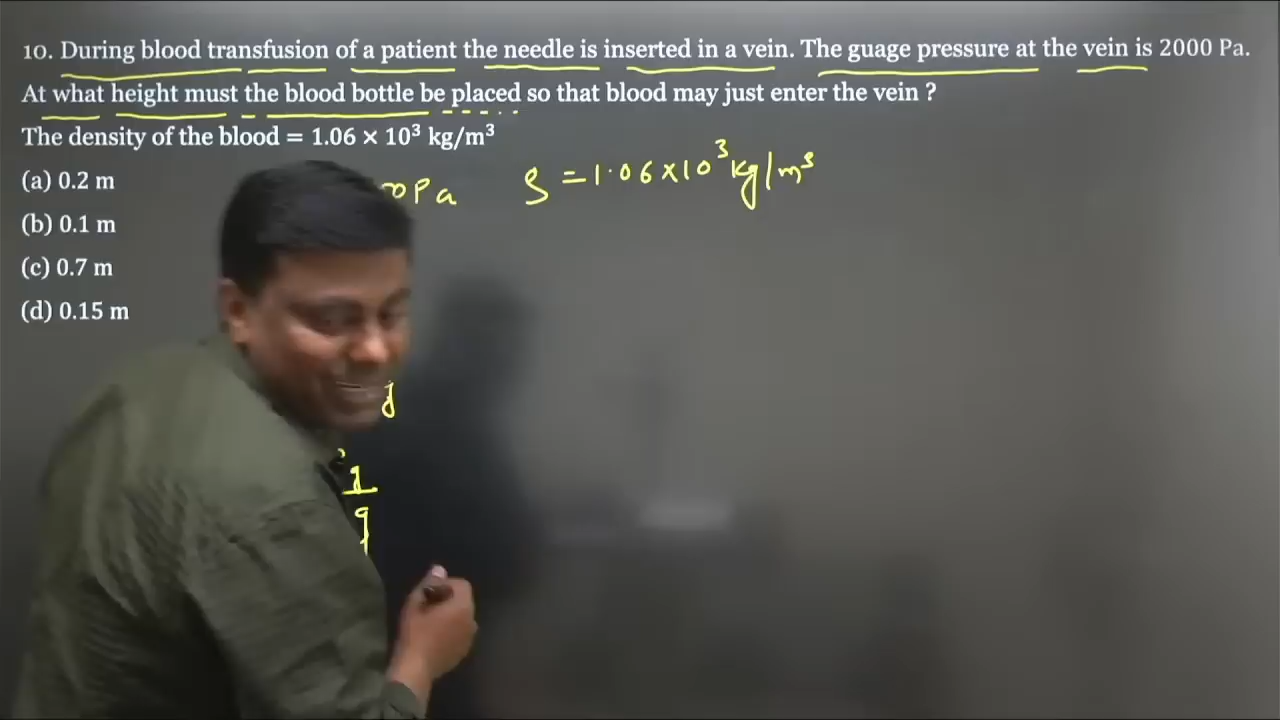 10. During blood transfusion of a patient the needle is inserted in a vein. The guage pressure at the vein is 2000 Pa.
At what height must the blood bottle be placed so that blood may just enter the vein ?
The density of the blood = 1.06 × 10³ kg/m³
(a) 0.2 m
(b) 0.1 m
(c) 0.7 m
(d) 0.15 m
Pa ρ = 1.06×10³ kg/m³